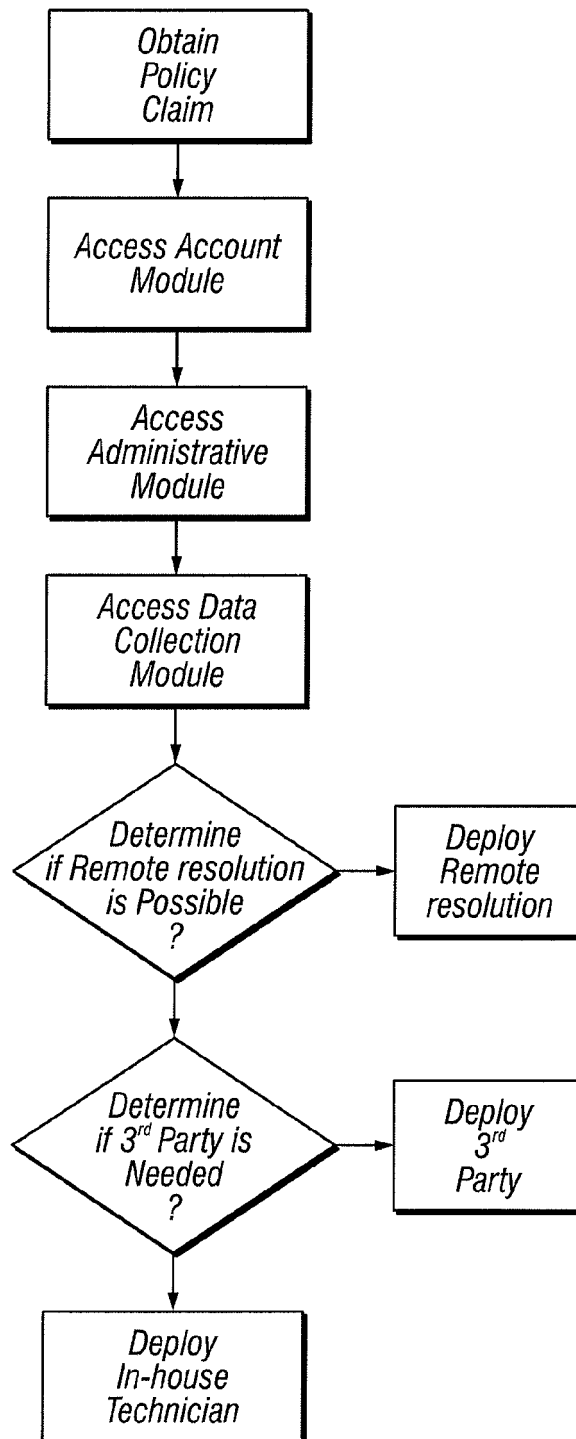 Obtain
Policy
Claim
Access Account
Module
Access
Administrative
Module
Access Data
Collection
Module
Determine
if Remote resolution
is Possible
?
Deploy
Remote
resolution
Determine
if 3rd Party is
Needed
?
Deploy
3rd
Party
Deploy
In-house
Technician